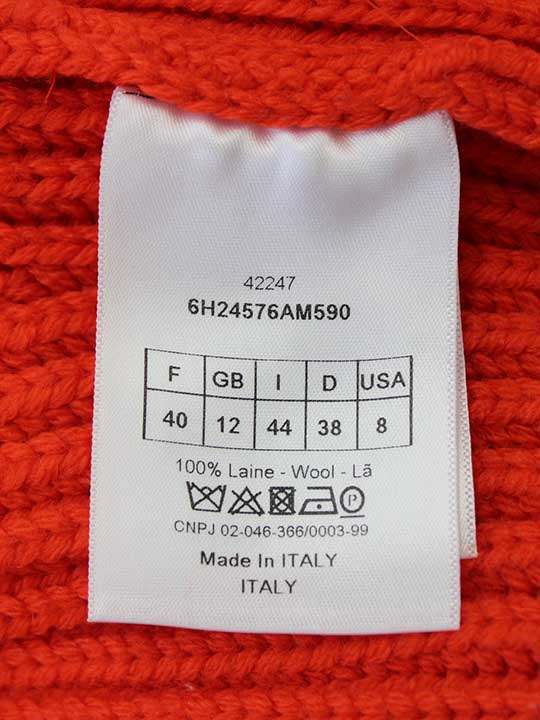 42247
6H24576AM590
F GB I D USA
40 12 44 38 8
100% Laine - Wool - Lã
P
CNPJ 02-046-366/0003-99
Made In ITALY
ITALY